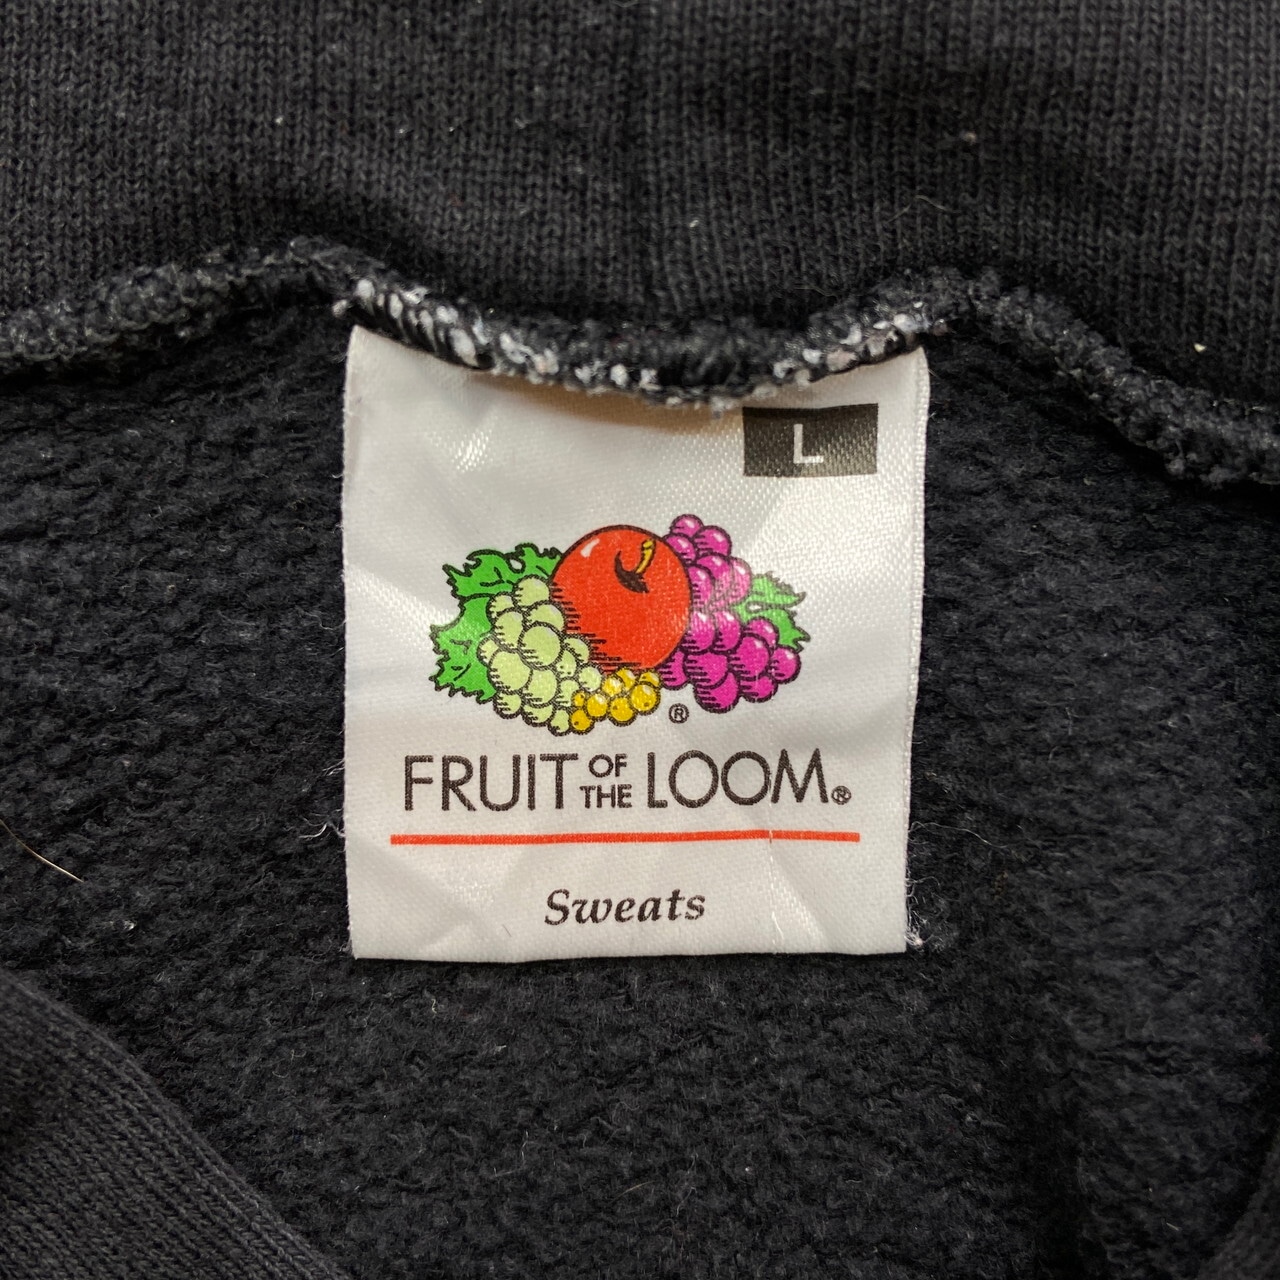 L
®
FRUIT OF THE LOOM®
Sweats